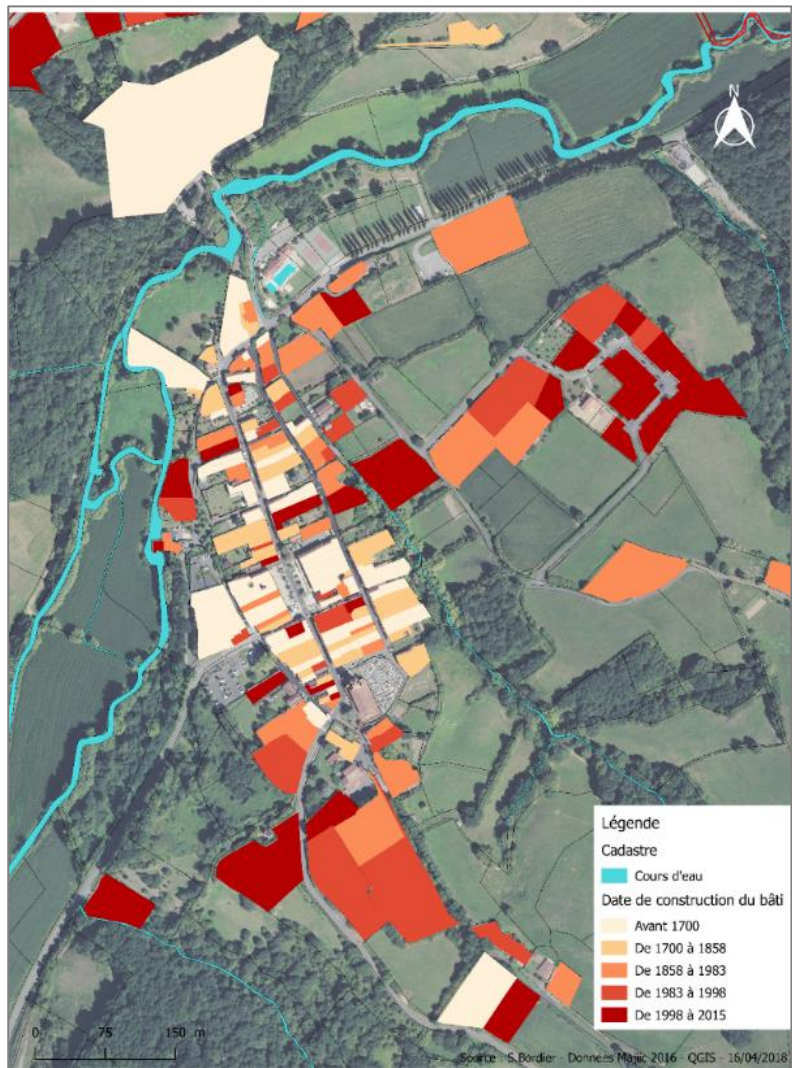 N
Légende
Cadastre
Cours d'eau
Date de construction du bâti
Avant 1700
De 1700 à 1858
De 1858 à 1983
De 1983 à 1998
De 1998 à 2015
0 75 150 m
Source : S.Bordier - Données Majiic 2016 - QGIS - 16/04/2018